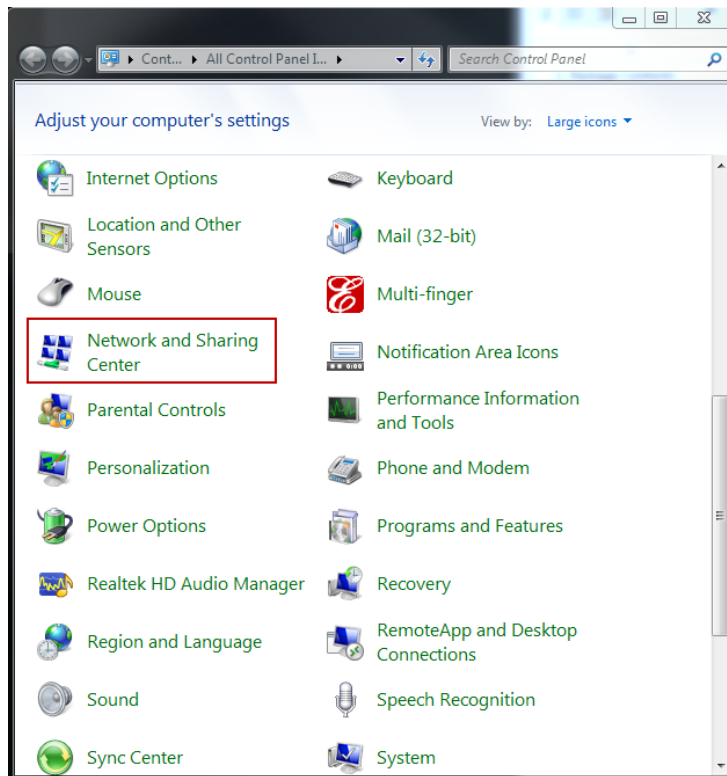 Cont... All Control Panel I...
Search Control Panel
Adjust your computer's settings
View by: Large icons
Internet Options
Keyboard
Location and Other
Sensors
Mail (32-bit)
Mouse
Multi-finger
Network and Sharing
Center
Notification Area Icons
Parental Controls
Performance Information
and Tools
Personalization
Phone and Modem
Power Options
Programs and Features
Realtek HD Audio Manager
Recovery
Region and Language
RemoteApp and Desktop
Connections
Sound
Speech Recognition
Sync Center
System